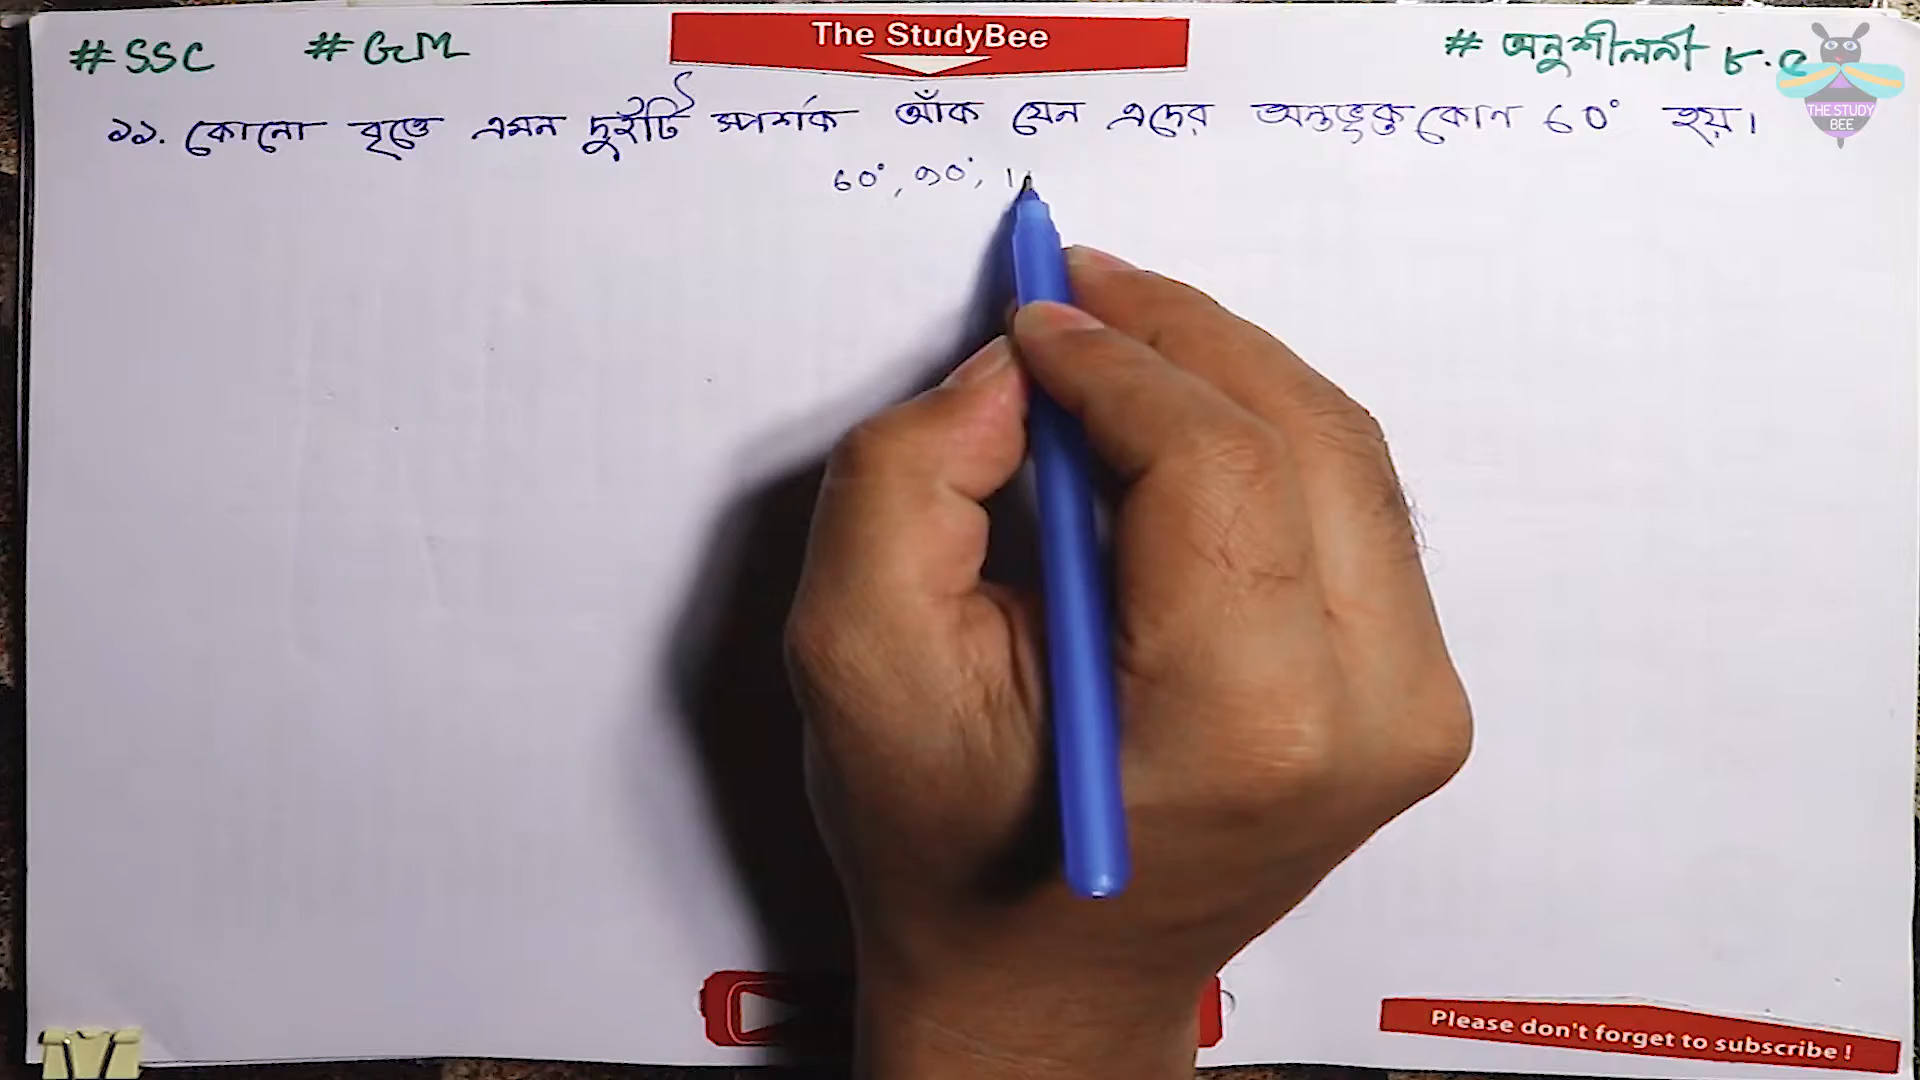 The StudyBee
#SSC #GM # অনুশীলনী ৮.৫
১১. কোনো বৃত্তে এমন দুইটি স্পর্শক আঁক যেন এদের অন্তর্ভুক্ত কোণ 60° হয়।
60°, 90°, 1
THE STUDY
BEE
Please don't forget to subscribe !